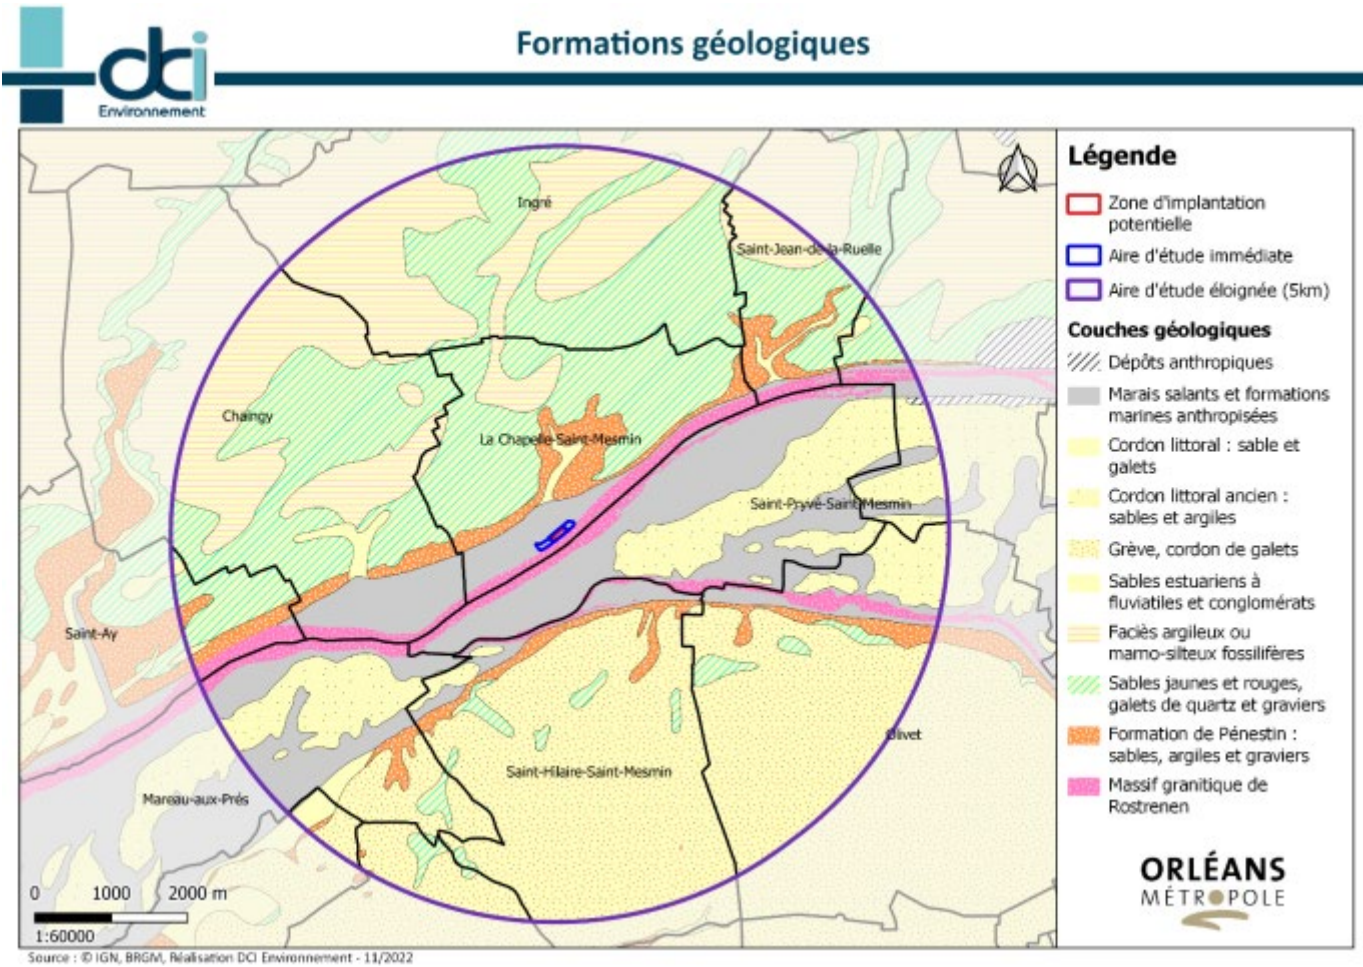 Formations géologiques
dci
Environnement
Ingré
Saint-Jean-de-la-Ruelle
Chaingy
La Chapelle-Saint-Mesmin
Saint-Pryvé-Saint-Mesmin
Saint-Ay
Olivet
Saint-Hilaire-Saint-Mesmin
Mareau-aux-Prés
0 1000 2000 m
1:60000
Légende
Zone d'implantation
potentielle
Aire d'étude immédiate
Aire d'étude éloignée (5km)
Couches géologiques
Dépôts anthropiques
Marais salants et formations
marines anthropisées
Cordon littoral : sable et
galets
Cordon littoral ancien :
sables et argiles
Grève, cordon de galets
Sables estuariens à
fluviatiles et conglomérats
Faciès argileux ou
marno-silteux fossilifères
Sables jaunes et rouges,
galets de quartz et graviers
Formation de Pénestin :
sables, argiles et graviers
Massif granitique de
Rostrenen
ORLÉANS
MÉTROPOLE
Source : © IGN, BRGM, Réalisation DCI Environnement - 11/2022